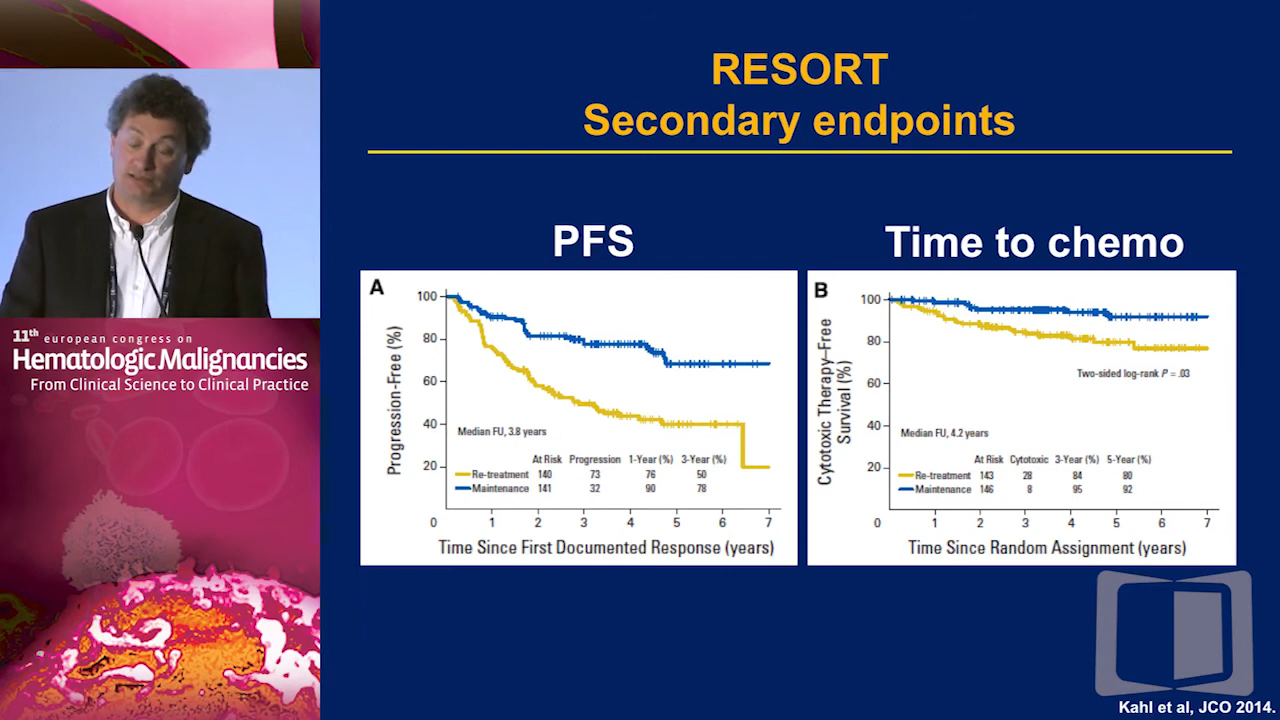 RESORT
Secondary endpoints
PFS
Time to chemo
11th european congress on
Hematologic Malignancies
From Clinical Science to Clinical Practice
A
Progression-Free (%)
100
80
60
40
20
0
1 2 3 4 5 6 7
Median FU, 3.8 years
At Risk Progression 1-Year (%) 3-Year (%)
Re-treatment 140 73 76 50
Maintenance 141 32 90 78
Time Since First Documented Response (years)
B
Cytotoxic Therapy–Free
Survival (%)
100
80
60
40
20
0
1 2 3 4 5 6 7
Two-sided log-rank P = .03
Median FU, 4.2 years
At Risk Cytotoxic 3-Year (%) 5-Year (%)
Re-treatment 143 28 84 80
Maintenance 146 8 95 92
Time Since Random Assignment (years)
Kahl et al, JCO 2014.